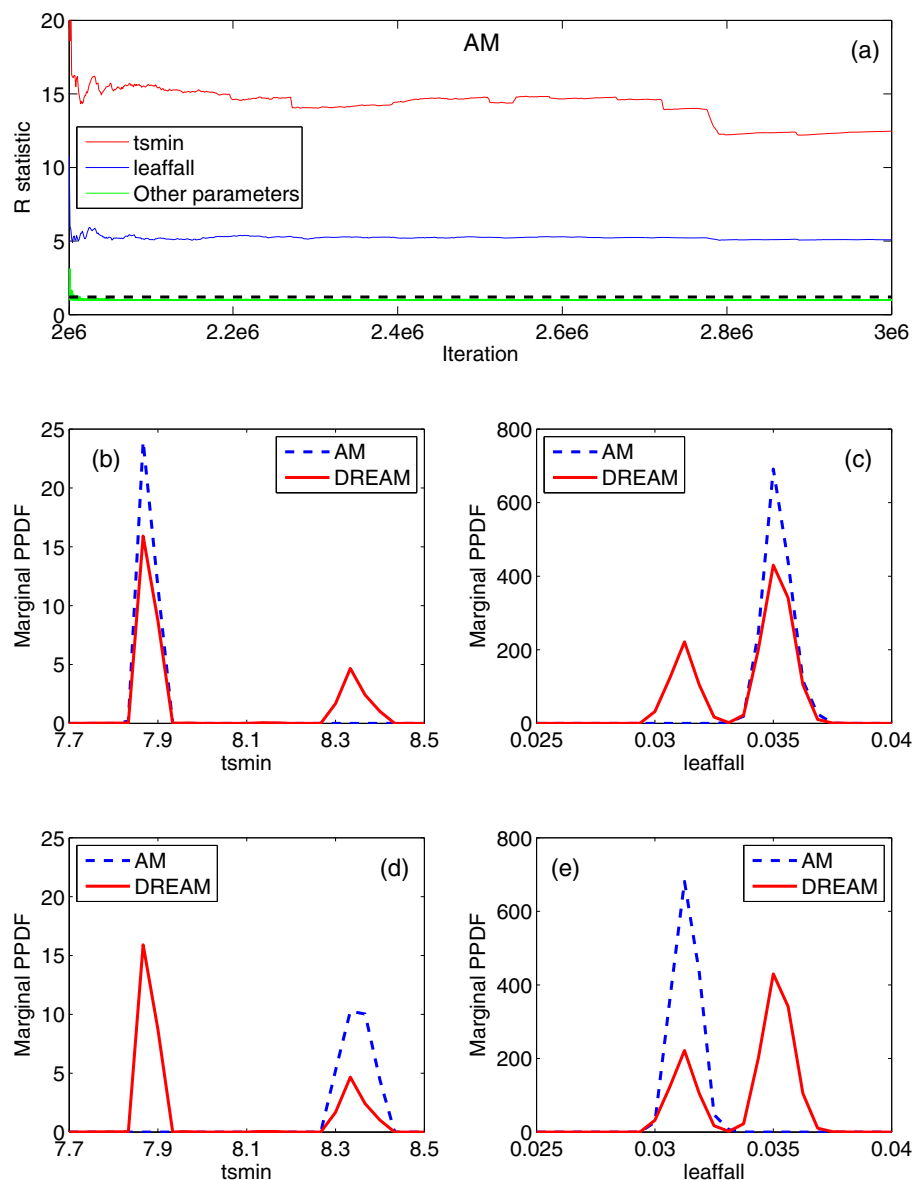 AM
(a)
20
15
10
5
0
R statistic
tsmin
leaffall
Other parameters
2e6 2.2e6 2.4e6 2.6e6 2.8e6 3e6
Iteration
(b)
25
20
15
10
5
0
Marginal PPDF
AM
DREAM
7.7 7.9 8.1 8.3 8.5
tsmin
(c)
800
600
400
200
0
Marginal PPDF
AM
DREAM
0.025 0.03 0.035 0.04
leaffall
(d)
25
20
15
10
5
0
Marginal PPDF
AM
DREAM
7.7 7.9 8.1 8.3 8.5
tsmin
(e)
800
600
400
200
0
Marginal PPDF
AM
DREAM
0.025 0.03 0.035 0.04
leaffall